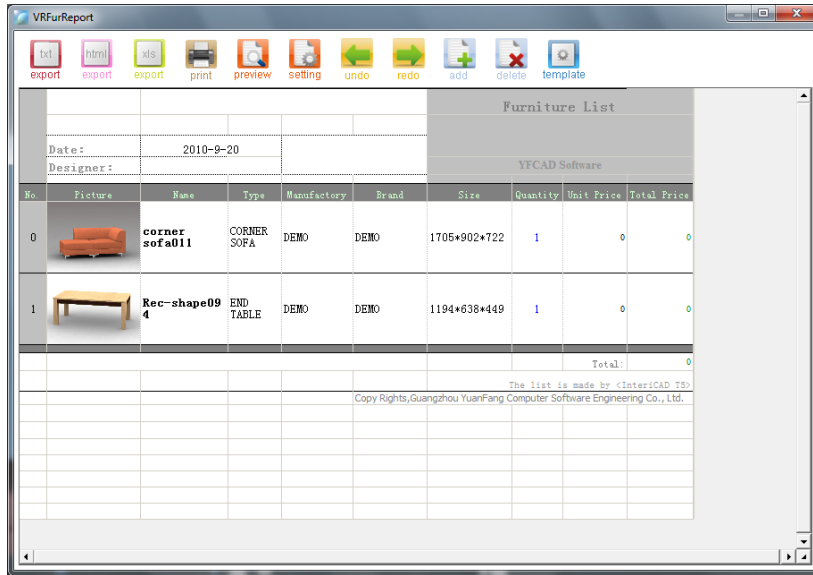 VRFurReport
txt html xls
export export export print preview setting undo redo add delete template
Furniture List
Date: 2010-9-20
Designer: YFCAD Software
No. Picture Name Type Manufactory Brand Size Quantity Unit Price Total Price
0 corner sofa011 CORNER SOFA DEMO DEMO 1705*902*722 1 0 0
1 Rec-shape094 END TABLE DEMO DEMO 1194*638*449 1 0 0
Total: 0
The list is made by <InteriCAD T5>
Copy Rights,Guangzhou YuanFang Computer Software Engineering Co., Ltd.